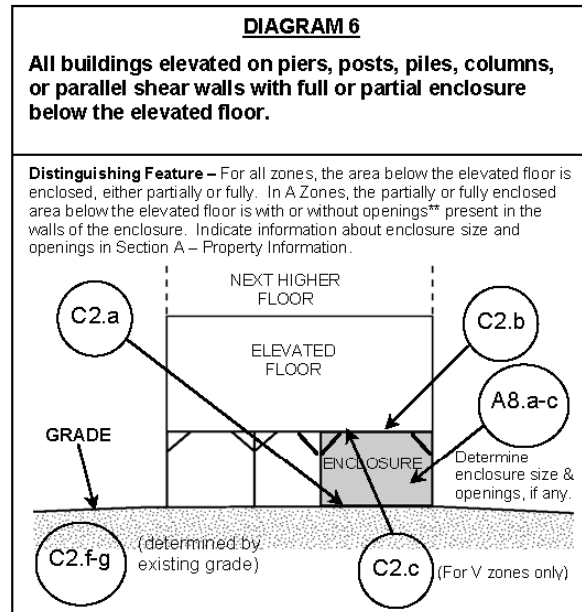 DIAGRAM 6
All buildings elevated on piers, posts, piles, columns,
or parallel shear walls with full or partial enclosure
below the elevated floor.
Distinguishing Feature – For all zones, the area below the elevated floor is
enclosed, either partially or fully. In A Zones, the partially or fully enclosed
area below the elevated floor is with or without openings** present in the
walls of the enclosure. Indicate information about enclosure size and
openings in Section A – Property Information.
NEXT HIGHER
FLOOR
C2.a
C2.b
ELEVATED
FLOOR
A8.a-c
GRADE
ENCLOSURE
Determine
enclosure size &
openings, if any.
C2.f-g
(determined by
existing grade)
C2.c
(For V zones only)